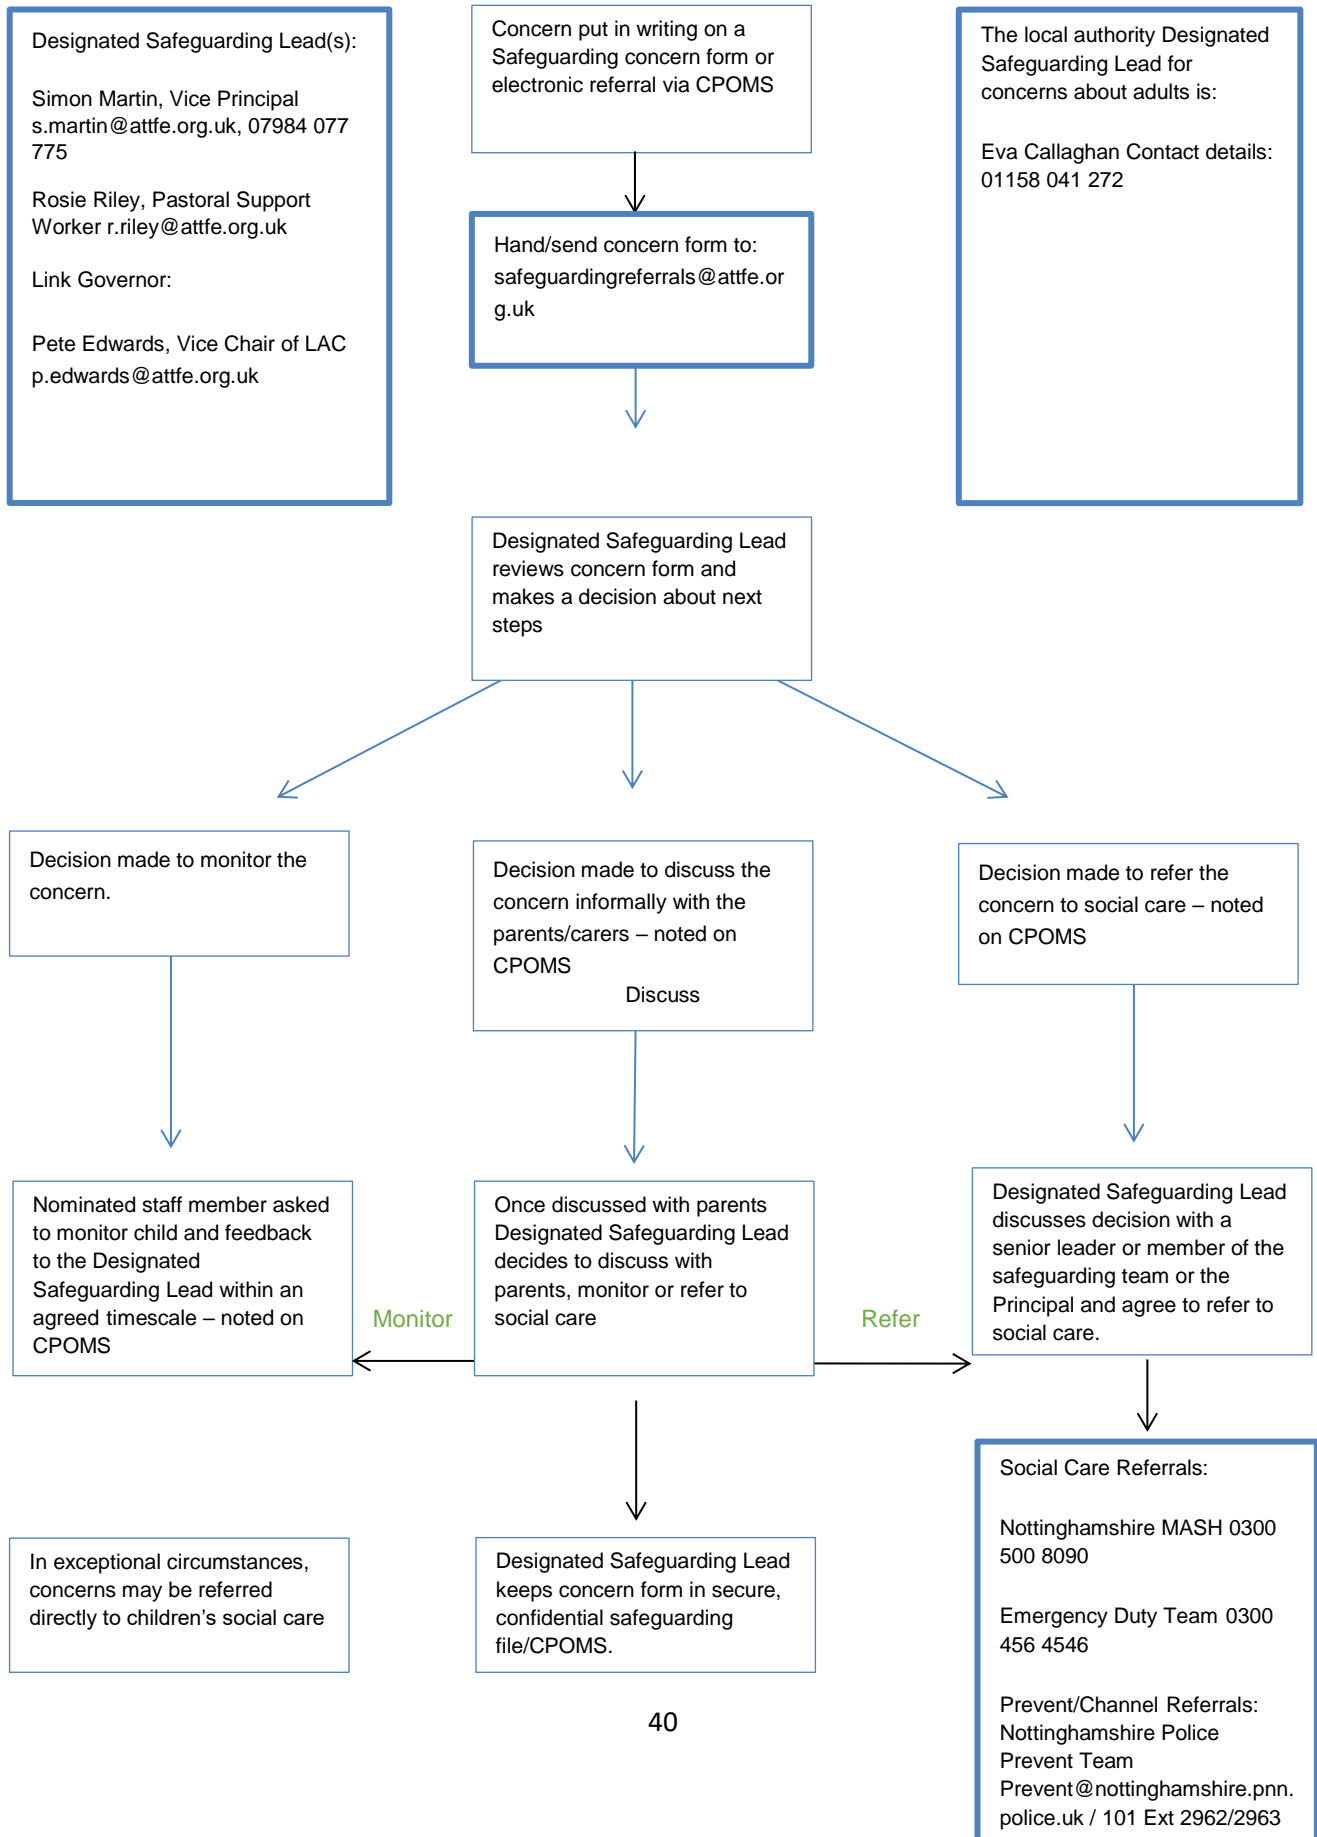 Designated Safeguarding Lead(s):
Simon Martin, Vice Principal
s.martin@attfe.org.uk, 07984 077
775
Rosie Riley, Pastoral Support
Worker r.riley@attfe.org.uk
Link Governor:
Pete Edwards, Vice Chair of LAC
p.edwards@attfe.org.uk
Concern put in writing on a
Safeguarding concern form or
electronic referral via CPOMS
The local authority Designated
Safeguarding Lead for
concerns about adults is:
Eva Callaghan Contact details:
01158 041 272
Hand/send concern form to:
safeguardingreferrals@attfe.or
g.uk
Designated Safeguarding Lead
reviews concern form and
makes a decision about next
steps
Decision made to monitor the
concern.
Decision made to discuss the
concern informally with the
parents/carers – noted on
CPOMS
Discuss
Decision made to refer the
concern to social care – noted
on CPOMS
Nominated staff member asked
to monitor child and feedback
to the Designated
Safeguarding Lead within an
agreed timescale – noted on
CPOMS
Monitor
Once discussed with parents
Designated Safeguarding Lead
decides to discuss with
parents, monitor or refer to
social care
Refer
Designated Safeguarding Lead
discusses decision with a
senior leader or member of the
safeguarding team or the
Principal and agree to refer to
social care.
In exceptional circumstances,
concerns may be referred
directly to children’s social care
Designated Safeguarding Lead
keeps concern form in secure,
confidential safeguarding
file/CPOMS.
Social Care Referrals:
Nottinghamshire MASH 0300
500 8090
Emergency Duty Team 0300
456 4546
Prevent/Channel Referrals:
Nottinghamshire Police
Prevent Team
Prevent@nottinghamshire.pnn.
police.uk / 101 Ext 2962/2963
40